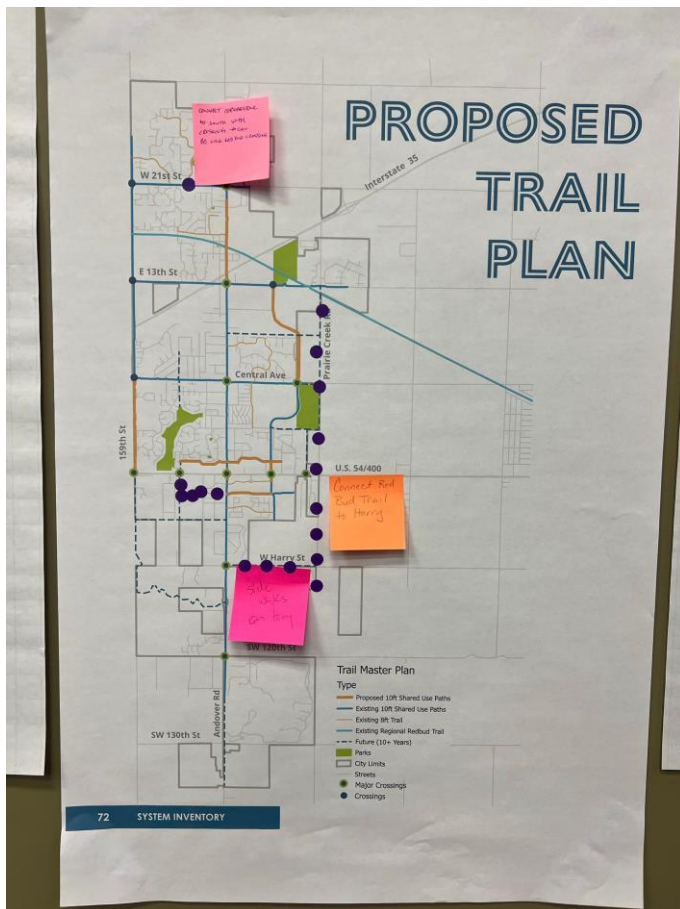 PROPOSED
TRAIL
PLAN
CONNECT
W 21st St
Interstate 35
E 13th St
Prairie Creek R
Central Ave
159th St
U.S. 54/400
Connect Red
Bud Trail
to Harry
W Harry St
side
on
SW 120th St
Andover Rd
SW 130th St
Trail Master Plan
Type
Proposed 10ft Shared Use Paths
Existing 10ft Shared Use Paths
Existing 8ft Trail
Existing Regional Redbud Trail
Future (10+ Years)
Parks
City Limits
Streets
Major Crossings
Crossings
72 SYSTEM INVENTORY